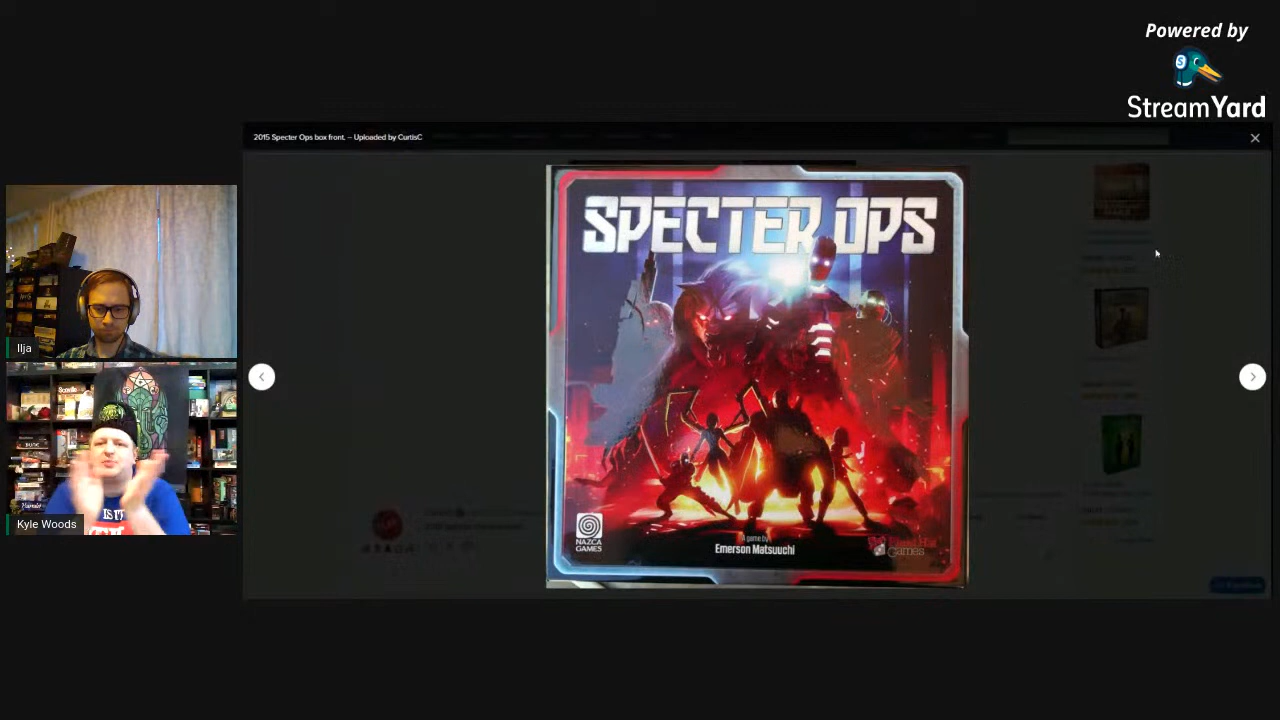 Powered by
StreamYard
2015 Specter Ops box front. – Uploaded by CurtisC
SPECTER OPS
Ilja
Kyle Woods
NAZCA
GAMES
A game by
Emerson Matsuuchi
Games